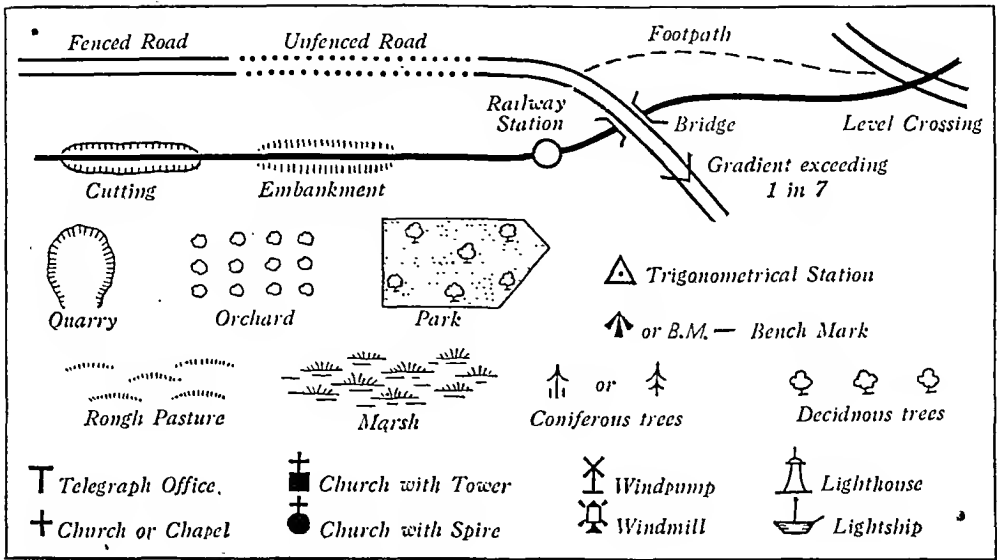 Fenced Road
Unfenced Road
Footpath
Railway
Station
Bridge
Level Crossing
Cutting
Embankment
Gradient exceeding
1 in 7
Quarry
Orchard
Park
Trigonometrical Station
or B.M. — Bench Mark
Rough Pasture
Marsh
or
Coniferous trees
Decidnous trees
Telegraph Office.
Church with Tower
Windpump
Lighthouse
Church or Chapel
Church with Spire
Windmill
Lightship